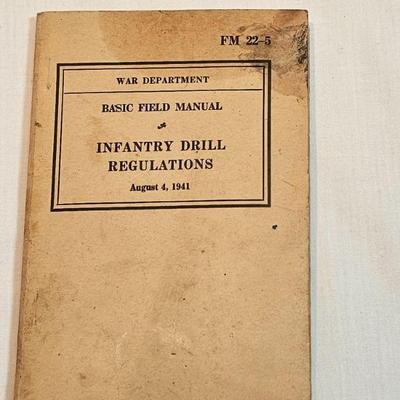 FM 22–5
WAR DEPARTMENT
BASIC FIELD MANUAL
INFANTRY DRILL
REGULATIONS
August 4, 1941